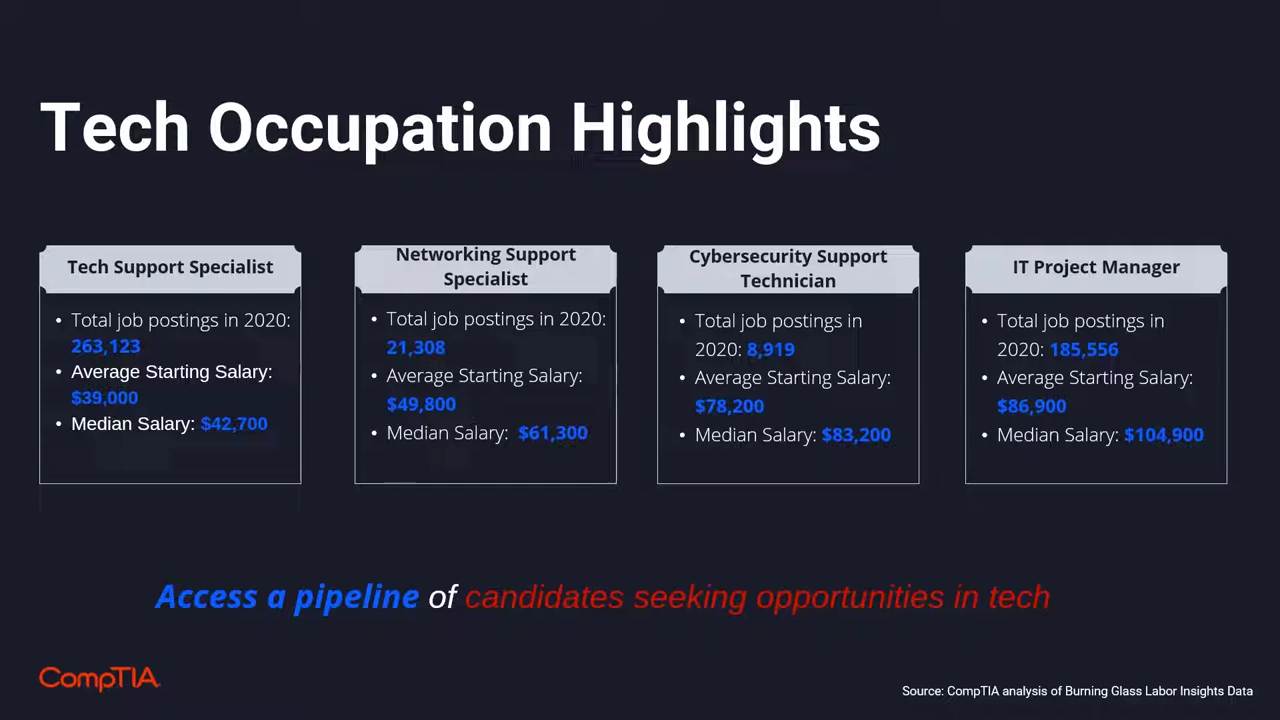 Tech Occupation Highlights
Tech Support Specialist
• Total job postings in 2020:
263,123
• Average Starting Salary:
$39,000
• Median Salary: $42,700
Networking Support
Specialist
• Total job postings in 2020:
21,308
• Average Starting Salary:
$49,800
• Median Salary: $61,300
Cybersecurity Support
Technician
• Total job postings in
2020: 8,919
• Average Starting Salary:
$78,200
• Median Salary: $83,200
IT Project Manager
• Total job postings in
2020: 185,556
• Average Starting Salary:
$86,900
• Median Salary: $104,900
Access a pipeline of candidates seeking opportunities in tech
CompTIA
Source: CompTIA analysis of Burning Glass Labor Insights Data